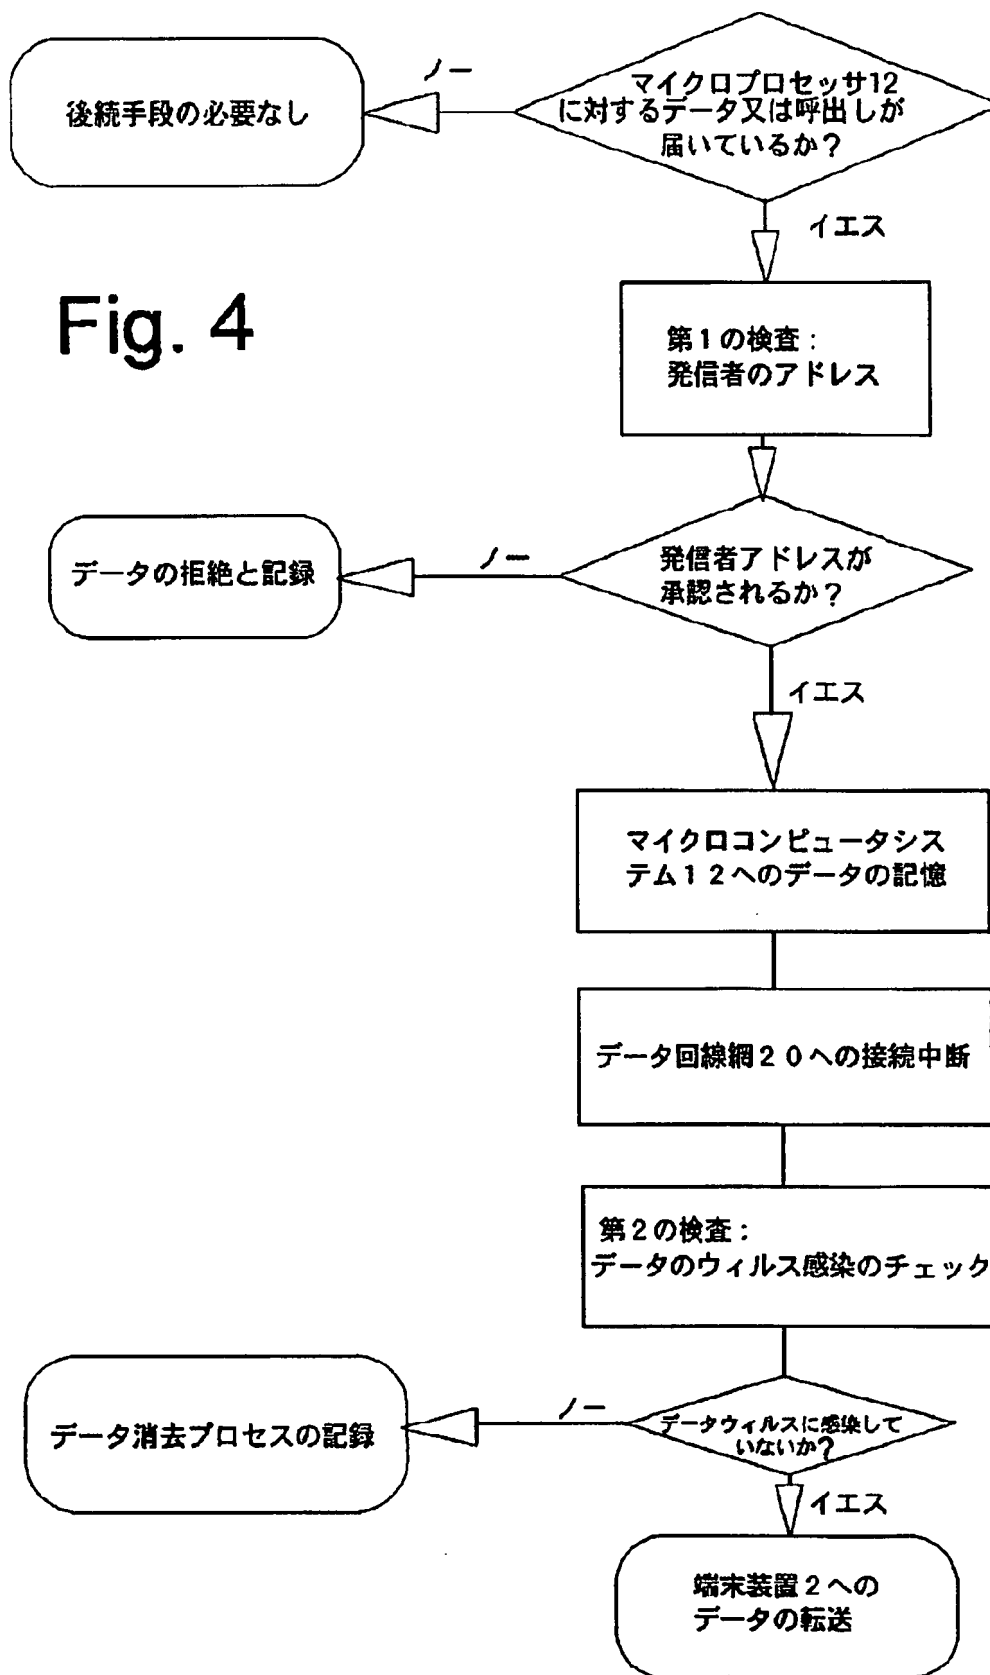 マイクロプロセッサ12
に対するデータ又は呼出しが
届いているか?
ノー
後続手段の必要なし
イエス
Fig. 4
第1の検査:
発信者のアドレス
発信者アドレスが
承認されるか?
ノー
データの拒絶と記録
イエス
マイクロコンピュータシス
テム12へのデータの記憶
データ回線網20への接続中断
第2の検査:
データのウィルス感染のチェック
データウィルスに感染して
いないか?
ノー
データ消去プロセスの記録
イエス
端末装置2への
データの転送